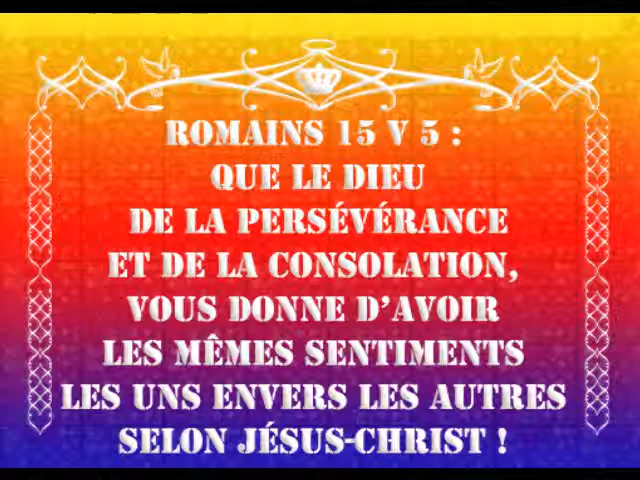 ROMAINS 15 V 5 :
QUE LE DIEU
DE LA PERSÉVÉRANCE
ET DE LA CONSOLATION,
VOUS DONNE D'AVOIR
LES MÊMES SENTIMENTS
LES UNS ENVERS LES AUTRES
SELON JÉSUS-CHRIST !